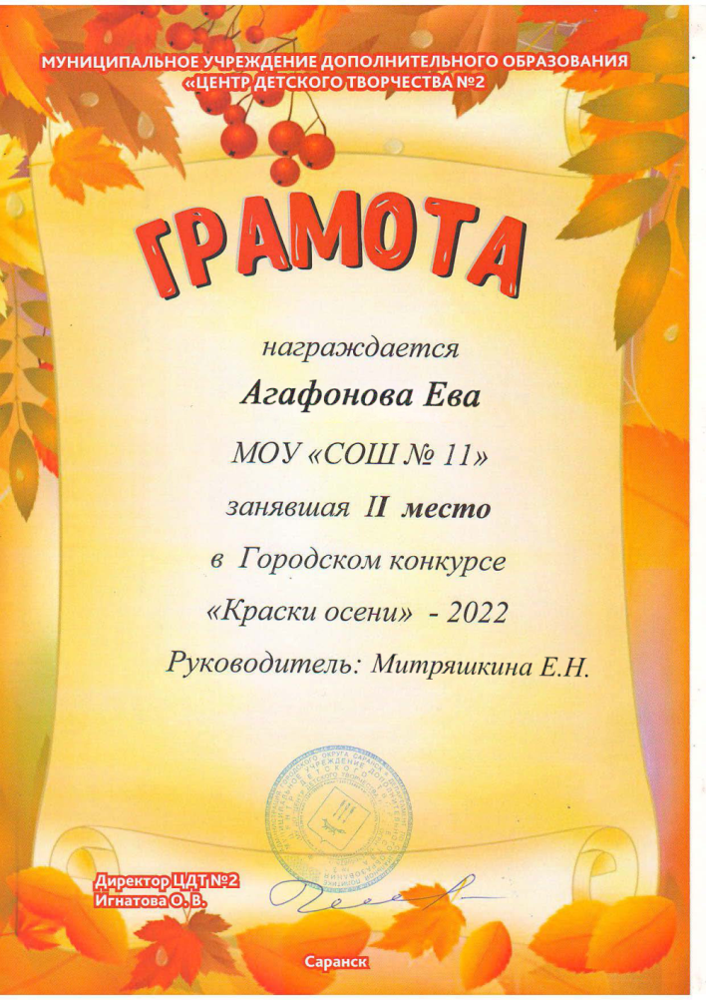 МУНИЦИПАЛЬНОЕ УЧРЕЖДЕНИЕ ДОПОЛНИТЕЛЬНОГО ОБРАЗОВАНИЯ
«ЦЕНТР ДЕТСКОГО ТВОРЧЕСТВА №2
ГРАМОТА
награждается
Агафонова Ева
МОУ «СОШ № 11»
занявшая II место
в Городском конкурсе
«Краски осени» - 2022
Руководитель: Митряшкина Е.Н.
Директор ЦДТ №2
Игнатова О. В.
Саранск